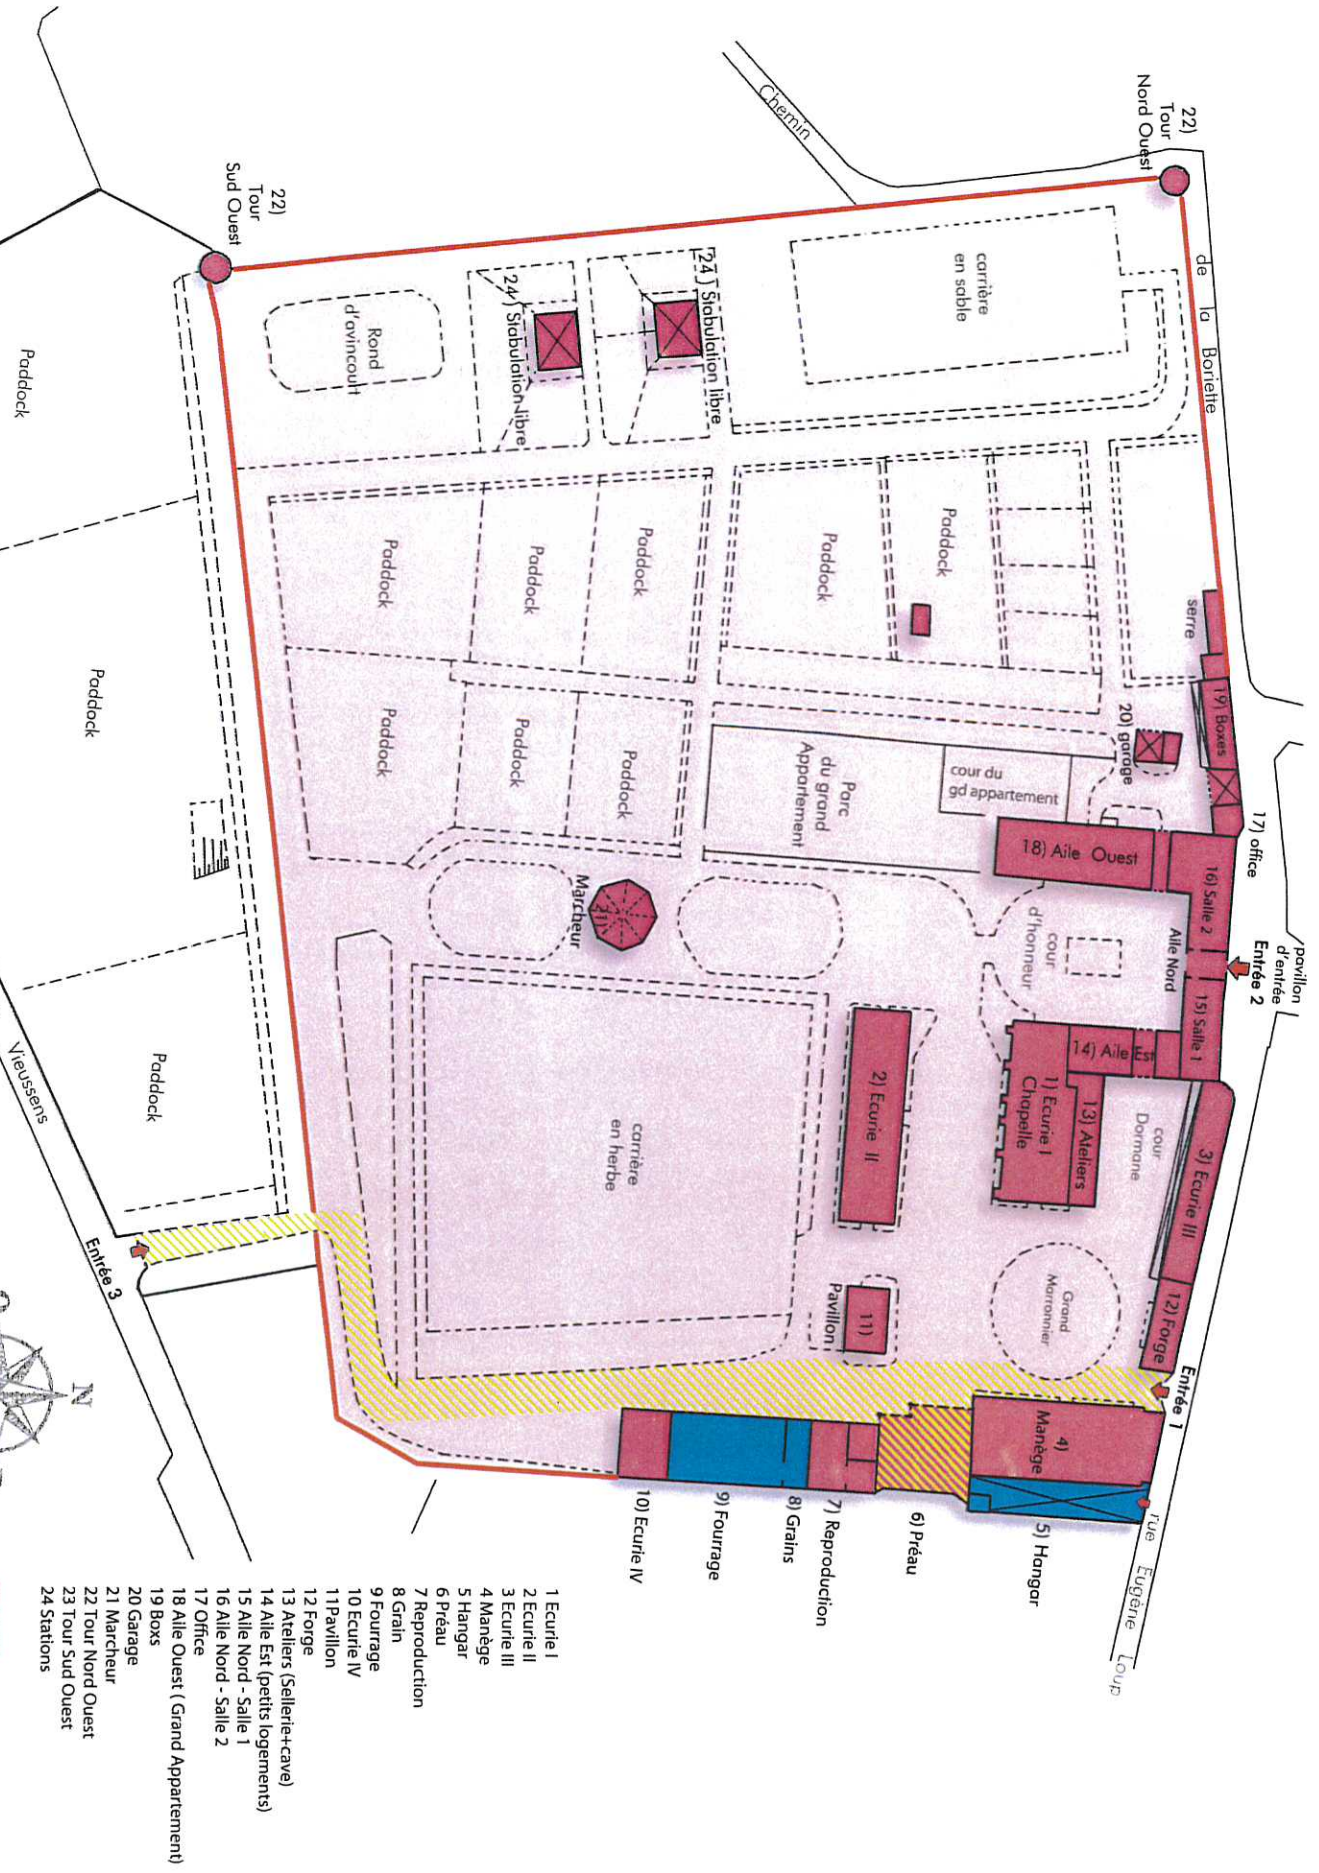 22)
Tour
Nord Ouest
Chemin
de la Boriette
22)
Tour
Sud Ouest
carrière
en sable
24) Stabulation libre
24) Stabulation libre
Rond
d'avincourt
Paddock
Paddock
Paddock
Paddock
Paddock
Paddock
Paddock
Paddock
Paddock
Paddock
Paddock
serre
19) Boxes
20) garage
17) office
cour du
gd appartement
Parc
du grand
Appartement
18) Aile Ouest
16) Salle 2
Aile Nord
pavillon
d'entrée
Entrée 2
15) Salle 1
cour
d'honneur
14) Aile Est
1) Ecurie I
Chapelle
13) Ateliers
cour
Dormane
3) Ecurie III
12) Forge
Grand
Marronnier
2) Ecurie II
11)
Pavillon
21)
Marcheur
carrière
en herbe
Entrée 1
4)
Manège
rue Eugène Loup
5) Hangar
6) Préau
7) Reproduction
8) Grains
9) Fourrage
10) Ecurie IV
Vieussens
Entrée 3
N
1 Ecurie I
2 Ecurie II
3 Ecurie III
4 Manège
5 Hangar
6 Préau
7 Reproduction
8 Grain
9 Fourrage
10 Ecurie IV
11Pavillon
12 Forge
13 Ateliers (Sellerie+cave)
14 Aile Est (petits logements)
15 Aile Nord - Salle 1
16 Aile Nord - Salle 2
17 Office
18 Aile Ouest ( Grand Appartement)
19 Boxs
20 Garage
21 Marcheur
22 Tour Nord Ouest
23 Tour Sud Ouest
24 Stations